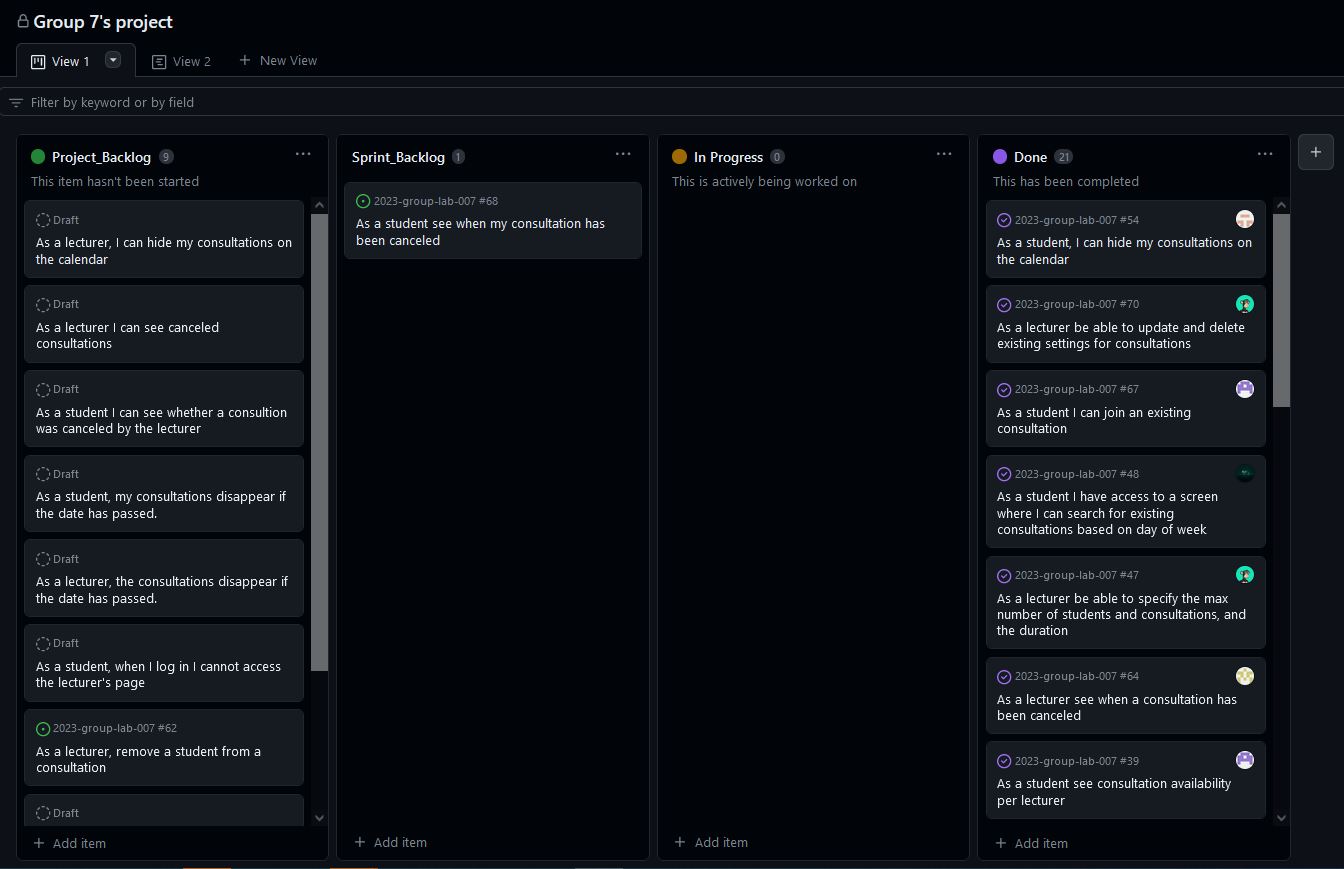 Group 7's project
View 1
View 2
New View
Filter by keyword or by field
Project_Backlog 9
This item hasn't been started
Draft
As a lecturer, I can hide my consultations on
the calendar
Draft
As a lecturer I can see canceled
consultations
Draft
As a student I can see whether a consultion
was canceled by the lecturer
Draft
As a student, my consultations disappear if
the date has passed.
Draft
As a lecturer, the consultations disappear if
the date has passed.
Draft
As a student, when I log in I cannot access
the lecturer's page
2023-group-lab-007 #62
As a lecturer, remove a student from a
consultation
Draft
Add item
Sprint_Backlog 1
2023-group-lab-007 #68
As a student see when my consultation has
been canceled
Add item
In Progress 0
This is actively being worked on
Add item
Done 21
This has been completed
2023-group-lab-007 #54
As a student, I can hide my consultations on
the calendar
2023-group-lab-007 #70
As a lecturer be able to update and delete
existing settings for consultations
2023-group-lab-007 #67
As a student I can join an existing
consultation
2023-group-lab-007 #48
As a student I have access to a screen
where I can search for existing
consultations based on day of week
2023-group-lab-007 #47
As a lecturer be able to specify the max
number of students and consultations, and
the duration
2023-group-lab-007 #64
As a lecturer see when a consultation has
been canceled
2023-group-lab-007 #39
As a student see consultation availability
per lecturer
Add item